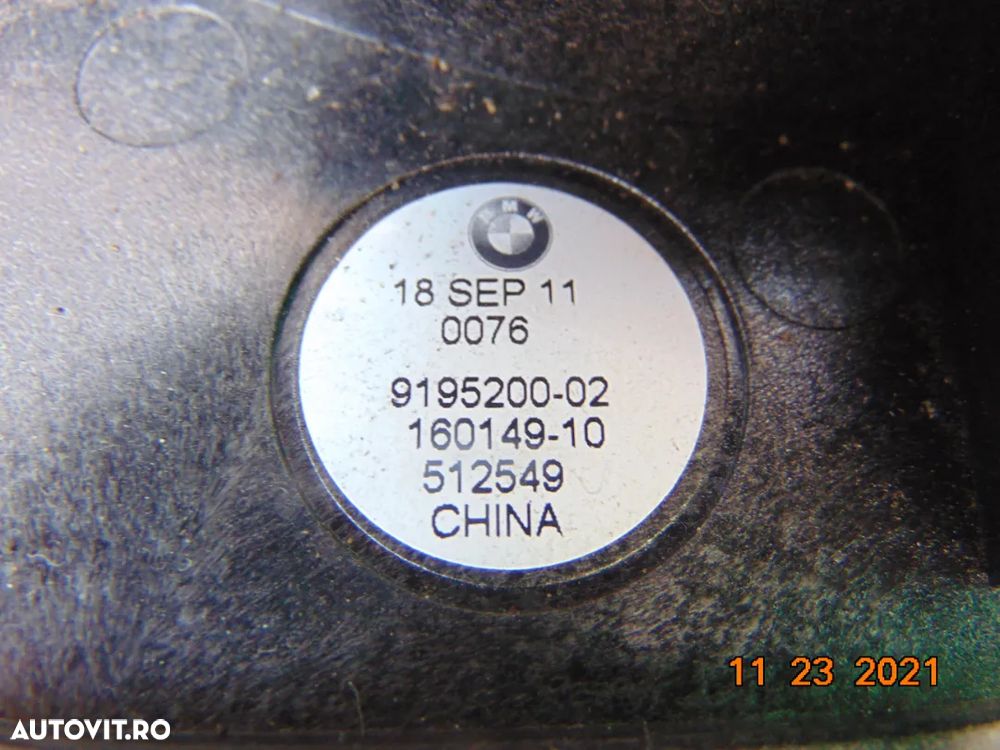 BMW
18 SEP 11
0076
9195200-02
160149-10
512549
CHINA
11 23 2021
AUTOVIT.RO